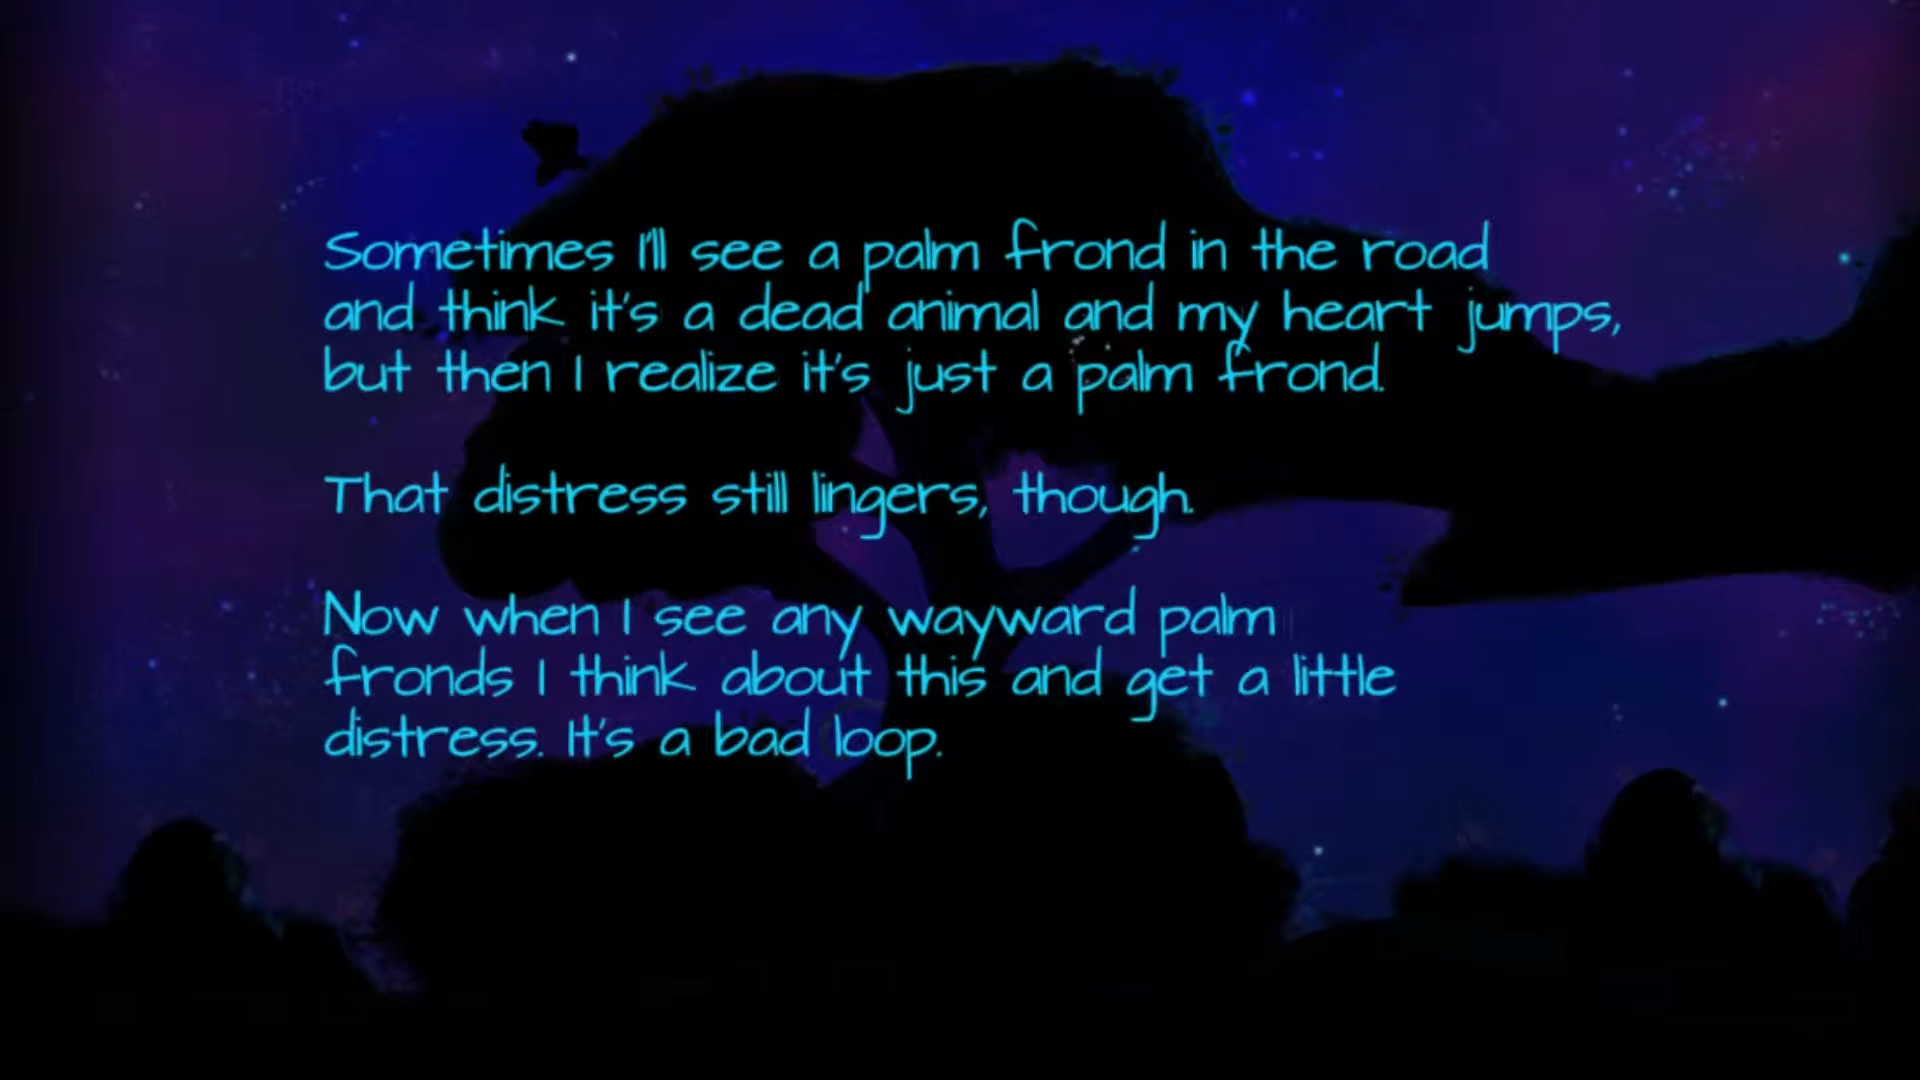 Sometimes I'll see a palm frond in the road
and think it's a dead animal and my heart jumps,
but then I realize it's just a palm frond.
That distress still lingers, though.
Now when I see any wayward palm
fronds I think about this and get a little
distress. It's a bad loop.